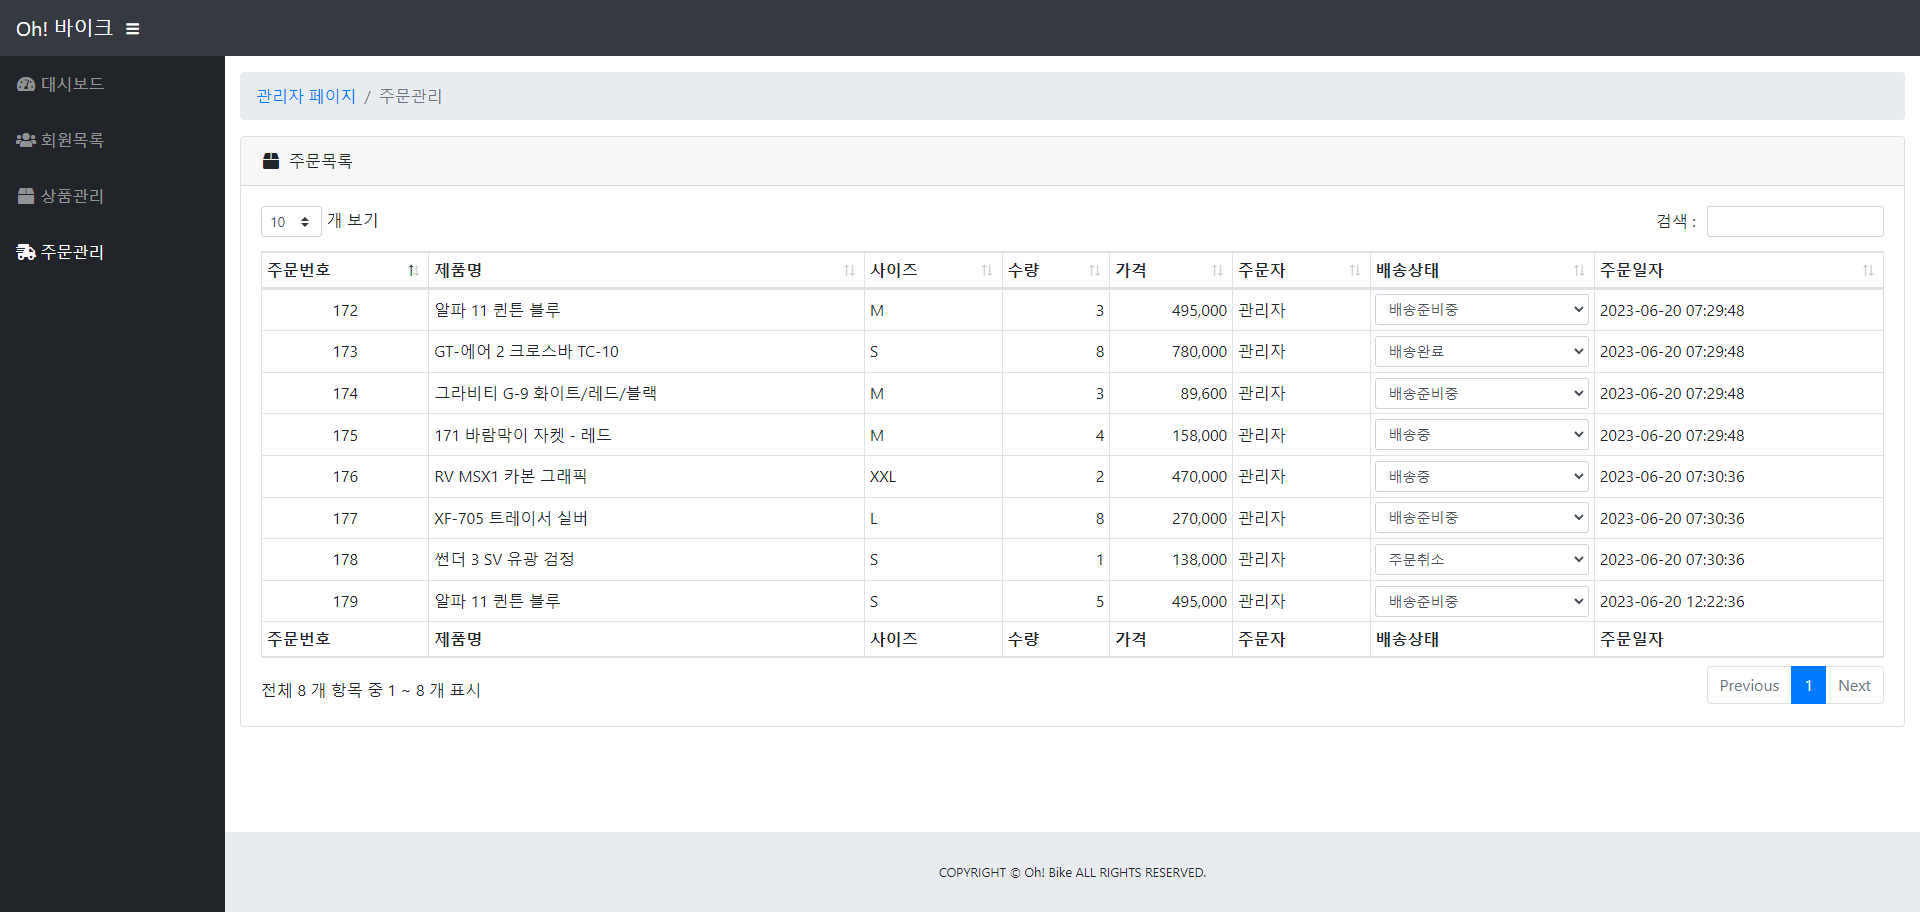 Oh! 바이크
대시보드
회원목록
상품관리
주문관리
관리자 페이지 / 주문관리
주문목록
10 개 보기 검색 :
주문번호 제품명 사이즈 수량 가격 주문자 배송상태 주문일자
172 알파 11 퀸튼 블루 M 3 495,000 관리자 배송준비중 2023-06-20 07:29:48
173 GT-에어 2 크로스바 TC-10 S 8 780,000 관리자 배송완료 2023-06-20 07:29:48
174 그라비티 G-9 화이트/레드/블랙 M 3 89,600 관리자 배송준비중 2023-06-20 07:29:48
175 171 바람막이 자켓 - 레드 M 4 158,000 관리자 배송중 2023-06-20 07:29:48
176 RV MSX1 카본 그래픽 XXL 2 470,000 관리자 배송중 2023-06-20 07:30:36
177 XF-705 트레이서 실버 L 8 270,000 관리자 배송준비중 2023-06-20 07:30:36
178 썬더 3 SV 유광 검정 S 1 138,000 관리자 주문취소 2023-06-20 07:30:36
179 알파 11 퀸튼 블루 S 5 495,000 관리자 배송준비중 2023-06-20 12:22:36
주문번호 제품명 사이즈 수량 가격 주문자 배송상태 주문일자
전체 8 개 항목 중 1 ~ 8 개 표시 Previous 1 Next
COPYRIGHT © Oh! Bike ALL RIGHTS RESERVED.